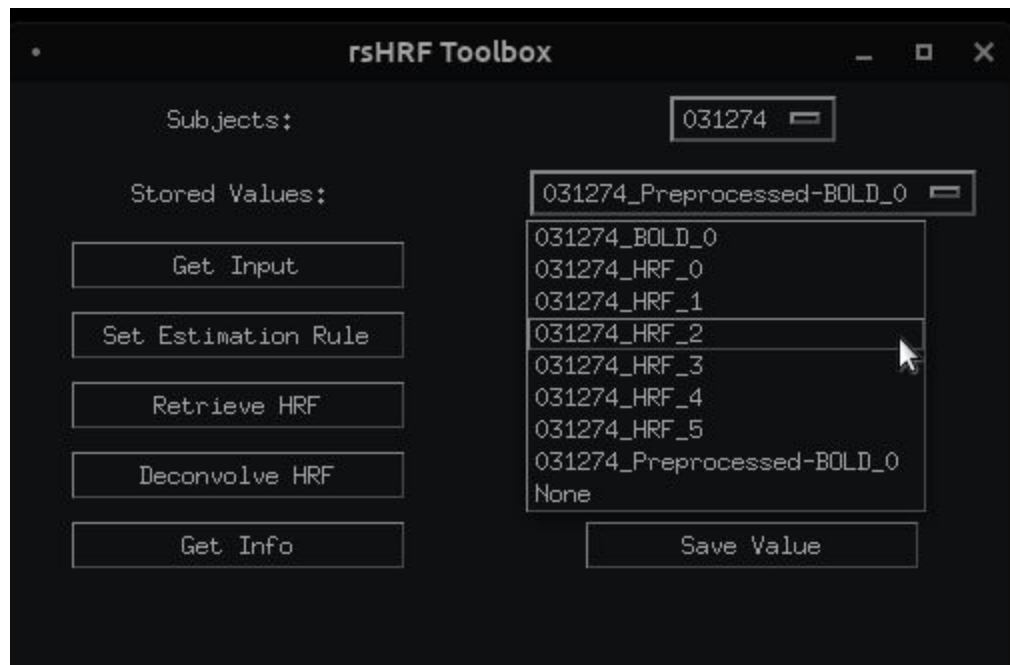 rsHRF Toolbox
Subjects:
031274
Stored Values:
031274_Preprocessed-BOLD_0
031274_BOLD_0
031274_HRF_0
031274_HRF_1
031274_HRF_2
031274_HRF_3
031274_HRF_4
031274_HRF_5
031274_Preprocessed-BOLD_0
None
Get Input
Set Estimation Rule
Retrieve HRF
Deconvolve HRF
Get Info
Save Value